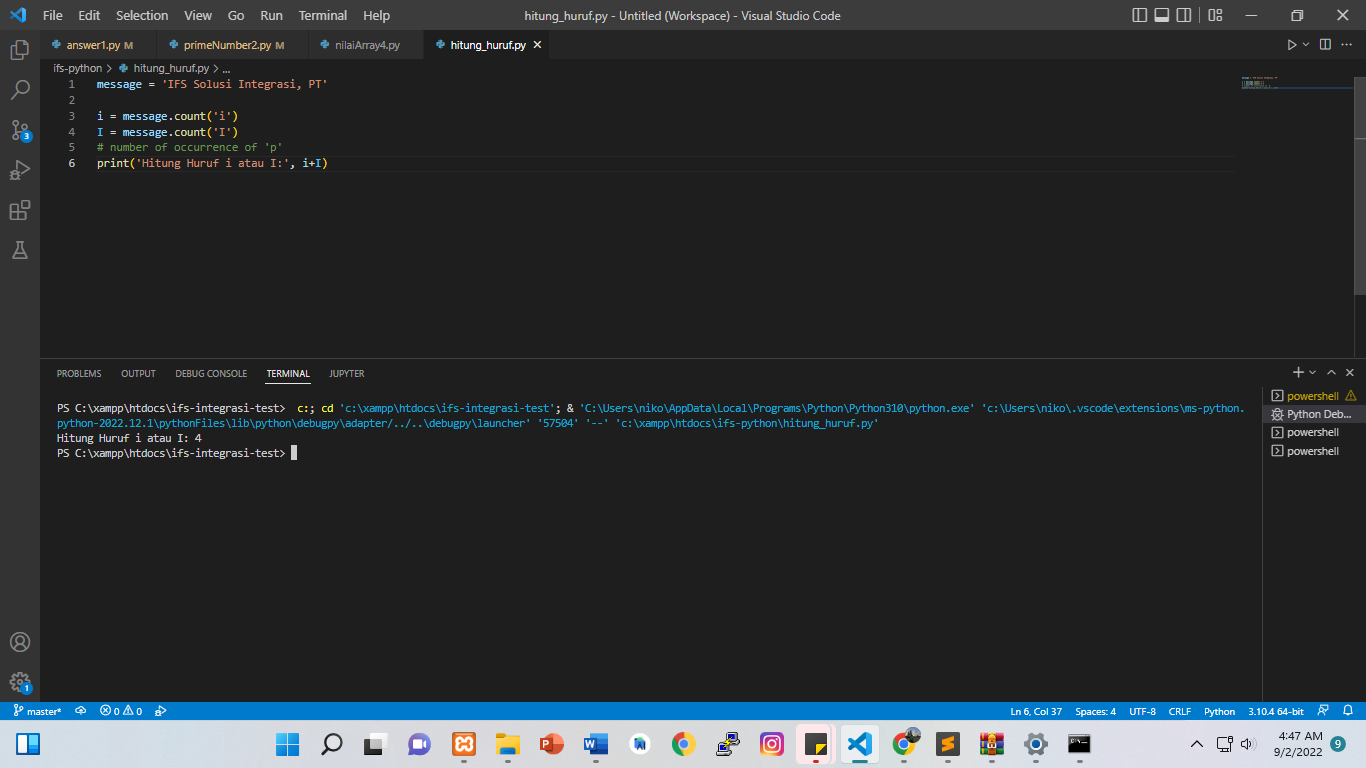 File Edit Selection View Go Run Terminal Help hitung_huruf.py - Untitled (Workspace) - Visual Studio Code
answer1.py M primeNumber2.py M nilaiArray4.py hitung_huruf.py
ifs-python > hitung_huruf.py > ...
1 message = 'IFS Solusi Integrasi, PT'
2
3 i = message.count('i')
4 I = message.count('I')
5 # number of occurrence of 'p'
6 print('Hitung Huruf i atau I:', i+I)
3
PROBLEMS OUTPUT DEBUG CONSOLE TERMINAL JUPYTER
PS C:\xampp\htdocs\ifs-integrasi-test>  c:; cd 'c:\xampp\htdocs\ifs-integrasi-test'; & 'C:\Users\niko\AppData\Local\Programs\Python\Python310\python.exe' 'c:\Users\niko\.vscode\extensions\ms-python.
python-2022.12.1\pythonFiles\lib\python\debugpy\adapter/../..\debugpy\launcher' '57504' '--' 'c:\xampp\htdocs\ifs-python\hitung_huruf.py'
Hitung Huruf i atau I: 4
PS C:\xampp\htdocs\ifs-integrasi-test>
powershell
Python Deb...
powershell
powershell
1
master* 0 0 Ln 6, Col 37 Spaces: 4 UTF-8 CRLF Python 3.10.4 64-bit
4:47 AM
9/2/2022 9